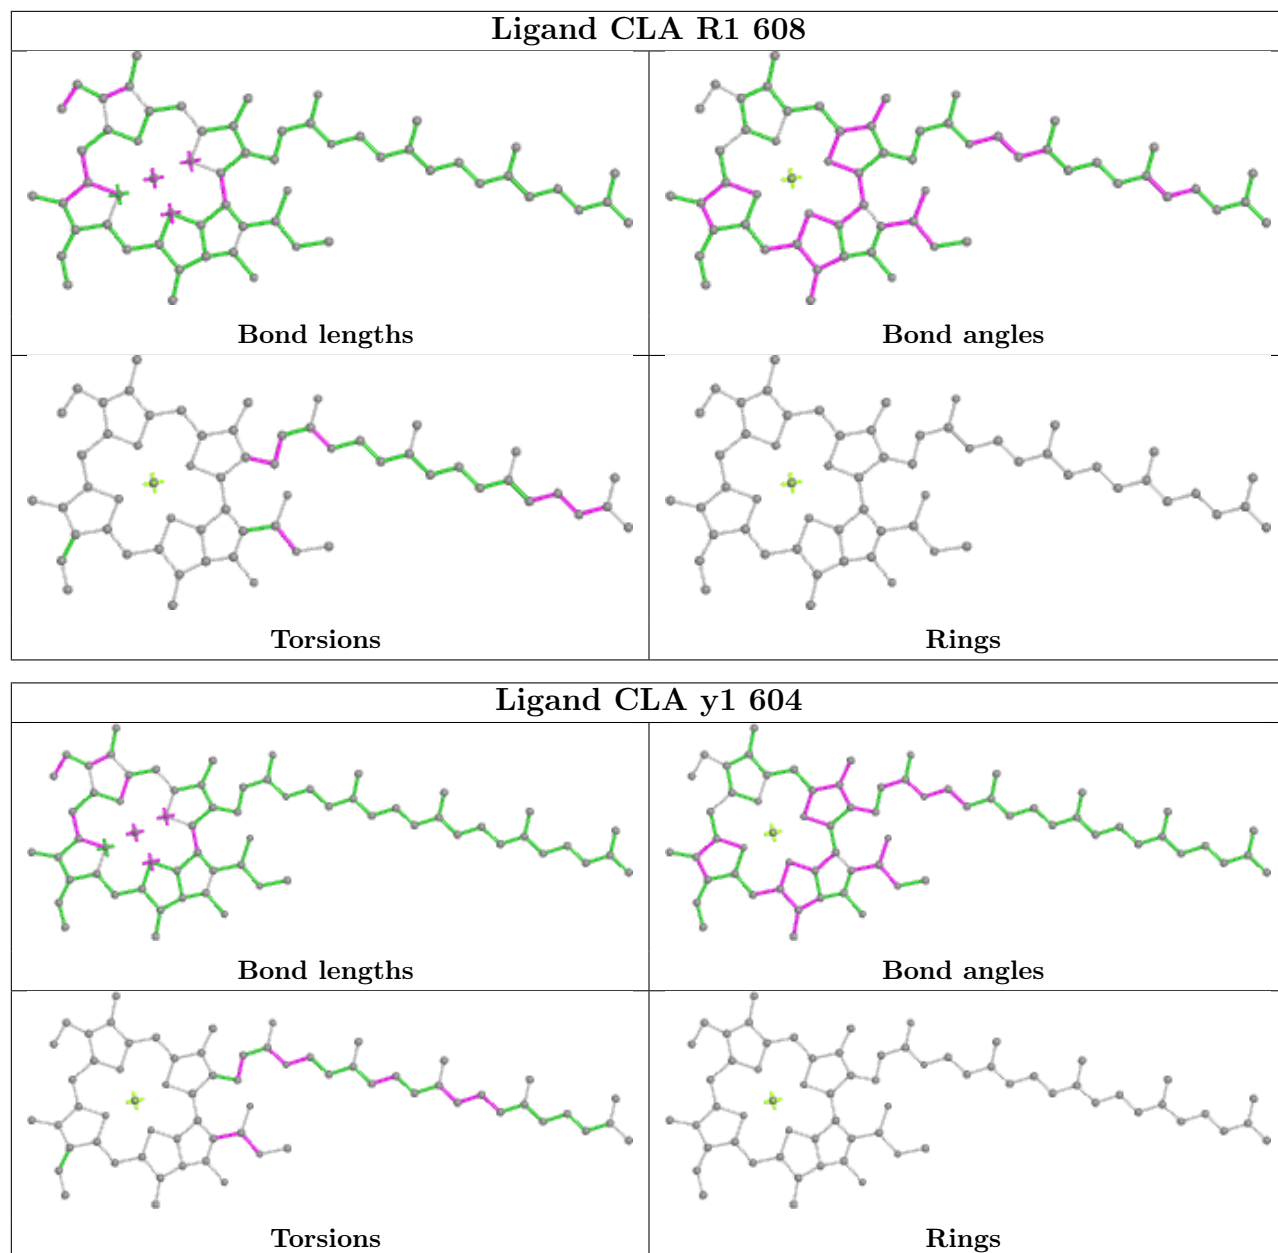 Ligand CLA R1 608
Bond lengths
Bond angles
Torsions
Rings
Ligand CLA y1 604
Bond lengths
Bond angles
Torsions
Rings